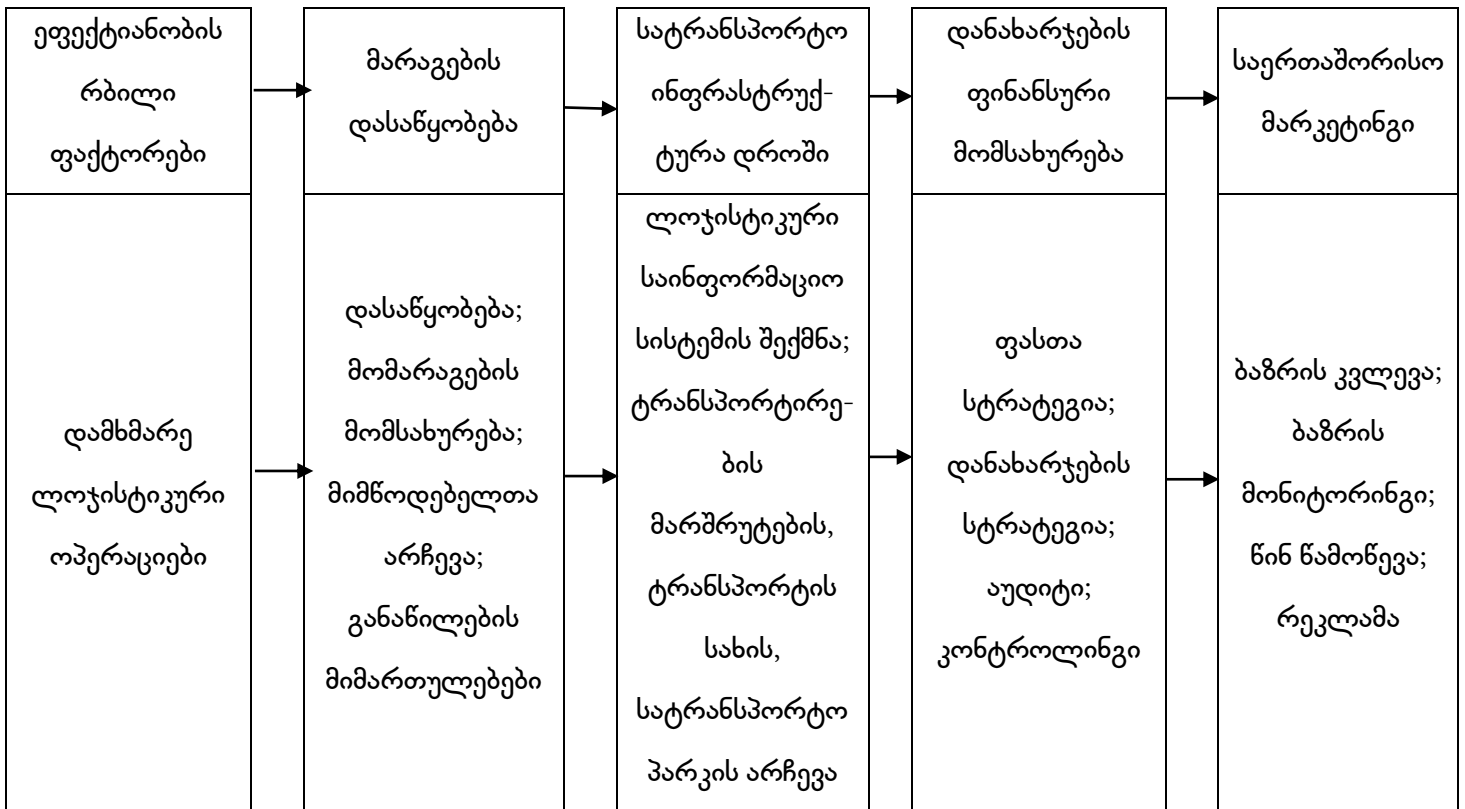 ეფექტიანობის
რბილი
ფაქტორები
მარაგების
დასაწყობება
სატრანსპორტო
ინფრასტრუქ-
ტურა დროში
დანახარჯების
ფინანსური
მომსახურება
საერთაშორისო
მარკეტინგი
დამხმარე
ლოჯისტიკური
ოპერაციები
დასაწყობება;
მომარაგების
მომსახურება;
მიმწოდებელთა
არჩევა;
განაწილების
მიმართულებები
ლოჯისტიკური
საინფორმაციო
სისტემის შექმნა;
ტრანსპორტირე-
ბის
მარშრუტების,
ტრანსპორტის
სახის,
სატრანსპორტო
პარკის არჩევა
ფასთა
სტრატეგია;
დანახარჯების
სტრატეგია;
აუდიტი;
კონტროლინგი
ბაზრის კვლევა;
ბაზრის
მონიტორინგი;
წინ წამოწევა;
რეკლამა